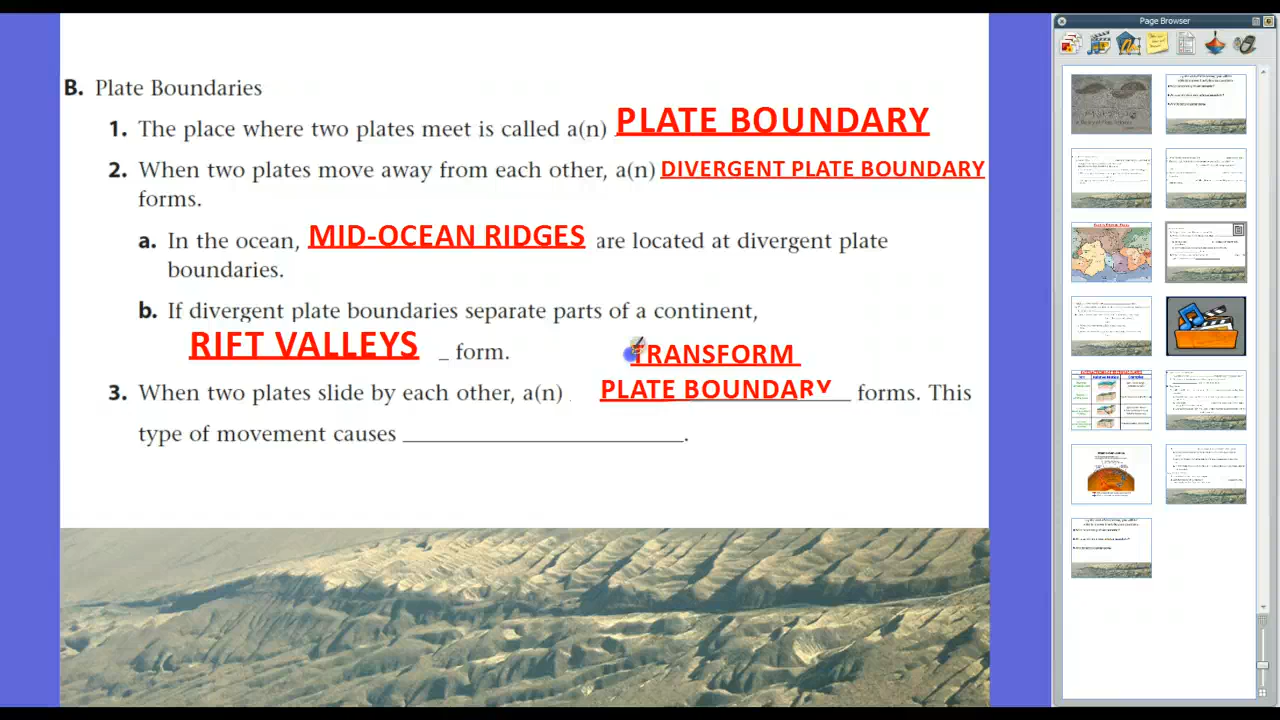 Page Browser
B. Plate Boundaries
1. The place where two plates meet is called a(n) PLATE BOUNDARY
2. When two plates move away from each other, a(n) DIVERGENT PLATE BOUNDARY
forms.
a. In the ocean, MID-OCEAN RIDGES are located at divergent plate
boundaries.
b. If divergent plate boundaries separate parts of a continent,
RIFT VALLEYS _ form.
TRANSFORM
3. When two plates slide by each other, a(n) PLATE BOUNDARY forms. This
type of movement causes ____________________.